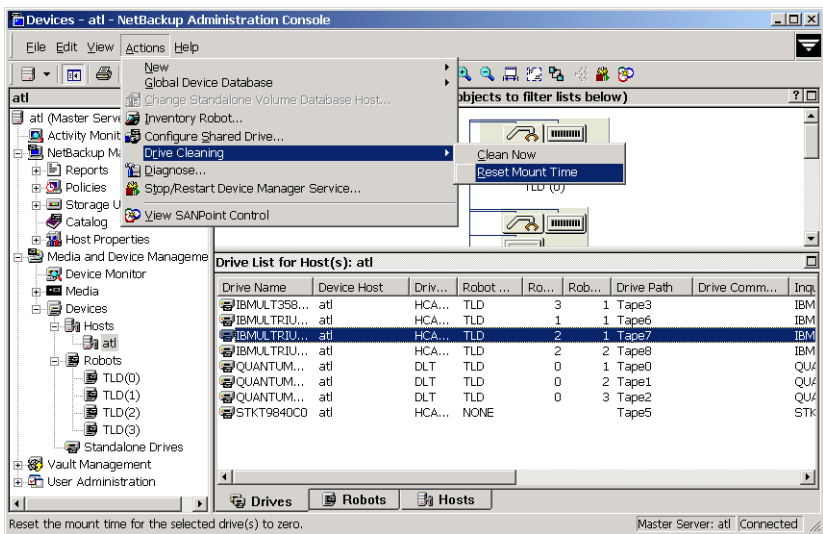 Devices - atl - NetBackup Administration Console
File Edit View Actions Help
New
Global Device Database
Change Standalone Volume Database Host...
Inventory Robot...
Configure Shared Drive...
Drive Cleaning
Diagnose...
Stop/Restart Device Manager Service...
View SANPoint Control
Clean Now
Reset Mount Time
atl
objects to filter lists below)
atl (Master Serve
Activity Monit
NetBackup Ma
Reports
Policies
Storage U
Catalog
Host Properties
Media and Device Manageme
Device Monitor
Media
Devices
Hosts
atl
Robots
TLD(0)
TLD(1)
TLD(2)
TLD(3)
Standalone Drives
Vault Management
User Administration
TLD (0)
Drive List for Host(s): atl
Drive Name Device Host Driv... Robot ... Ro... Rob... Drive Path Drive Comm... Inqu
IBMULT358... atl HCA... TLD 3 1 Tape3 IBM
IBMULTRIU... atl HCA... TLD 1 1 Tape6 IBM
IBMULTRIU... atl HCA... TLD 2 1 Tape7 IBM
IBMULTRIU... atl HCA... TLD 2 2 Tape8 IBM
QUANTUM... atl DLT TLD 0 1 Tape0 QUA
QUANTUM... atl DLT TLD 0 2 Tape1 QUA
QUANTUM... atl DLT TLD 0 3 Tape2 QUA
STKT9840C0 atl HCA... NONE Tape5 STK
Drives Robots Hosts
Reset the mount time for the selected drive(s) to zero. Master Server: atl Connected